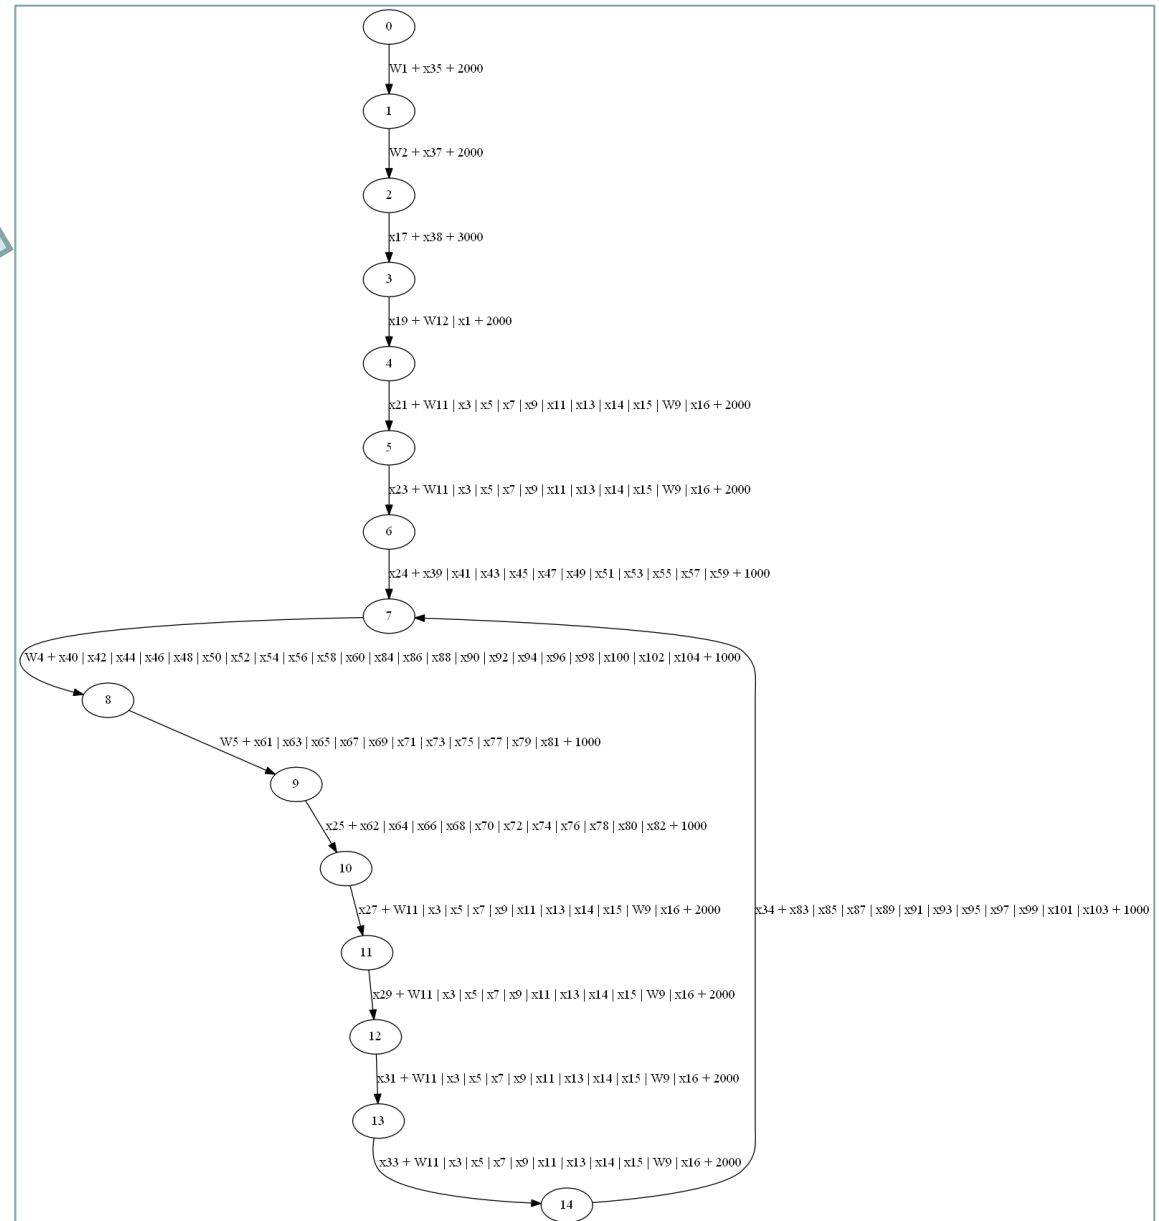 0
W1 + x35 + 2000
1
W2 + x37 + 2000
2
x17 + x38 + 3000
3
x19 + W12 | x1 + 2000
4
x21 + W11 | x3 | x5 | x7 | x9 | x11 | x13 | x14 | x15 | W9 | x16 + 2000
5
x23 + W11 | x3 | x5 | x7 | x9 | x11 | x13 | x14 | x15 | W9 | x16 + 2000
6
x24 + x39 | x41 | x43 | x45 | x47 | x49 | x51 | x53 | x55 | x57 | x59 + 1000
7
W4 + x40 | x42 | x44 | x46 | x48 | x50 | x52 | x54 | x56 | x58 | x60 | x84 | x86 | x88 | x90 | x92 | x94 | x96 | x98 | x100 | x102 | x104 + 1000
8
W5 + x61 | x63 | x65 | x67 | x69 | x71 | x73 | x75 | x77 | x79 | x81 + 1000
9
x25 + x62 | x64 | x66 | x68 | x70 | x72 | x74 | x76 | x78 | x80 | x82 + 1000
10
x27 + W11 | x3 | x5 | x7 | x9 | x11 | x13 | x14 | x15 | W9 | x16 + 2000
x34 + x83 | x85 | x87 | x89 | x91 | x93 | x95 | x97 | x99 | x101 | x103 + 1000
11
x29 + W11 | x3 | x5 | x7 | x9 | x11 | x13 | x14 | x15 | W9 | x16 + 2000
12
x31 + W11 | x3 | x5 | x7 | x9 | x11 | x13 | x14 | x15 | W9 | x16 + 2000
13
x33 + W11 | x3 | x5 | x7 | x9 | x11 | x13 | x14 | x15 | W9 | x16 + 2000
14